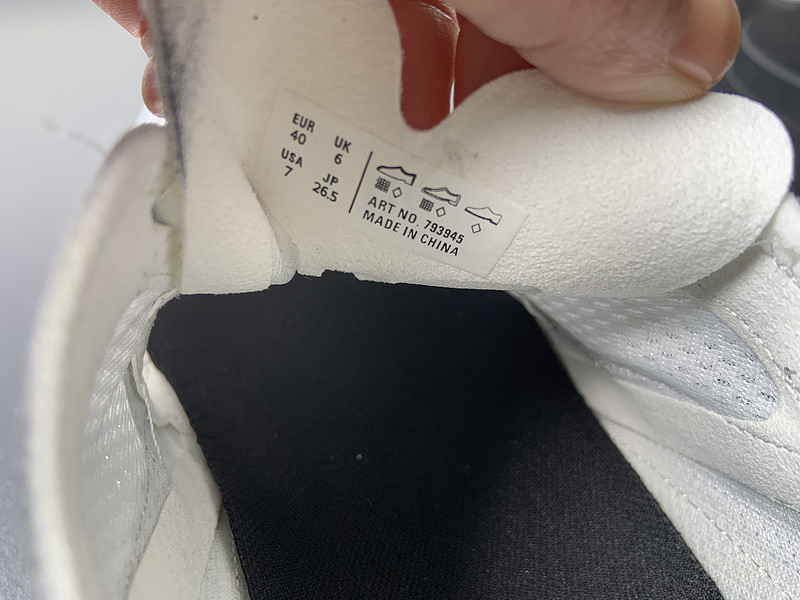 EUR UK
40 6
USA JP
7 26.5
ART NO. 793945
MADE IN CHINA